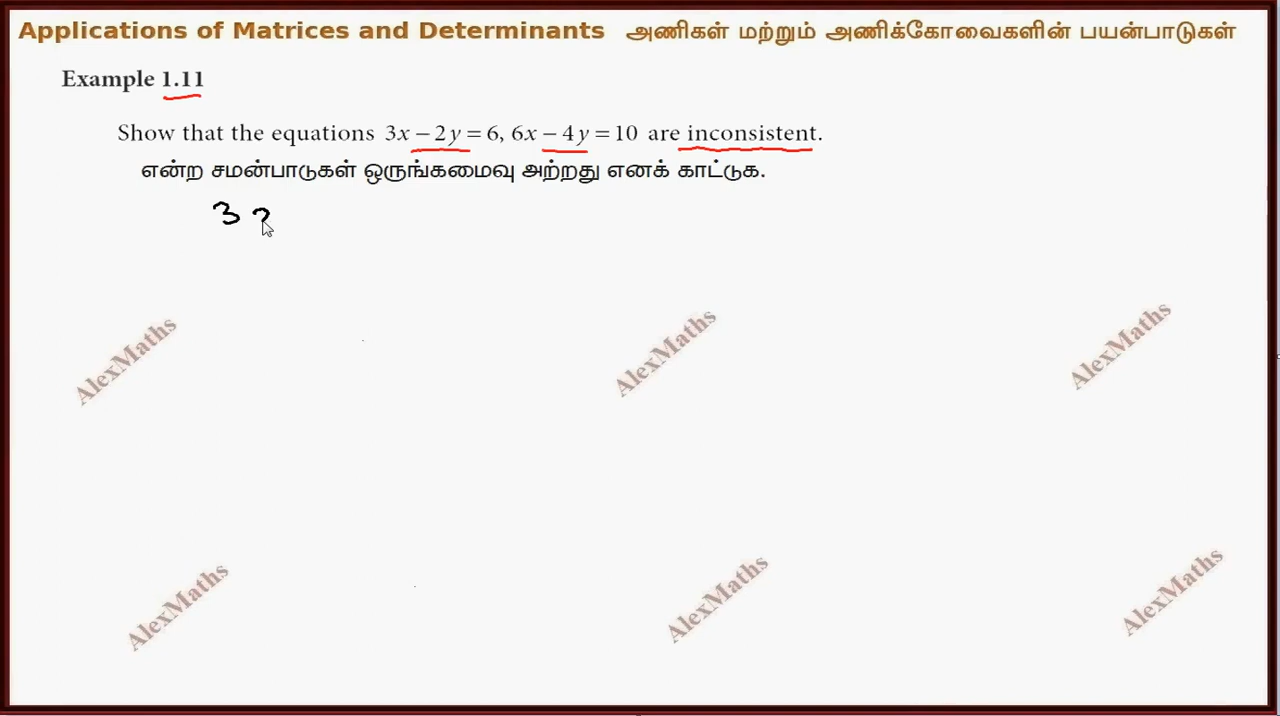 Applications of Matrices and Determinants அணிகள் மற்றும் அணிக்கோவைகளின் பயன்பாடுகள்
Example 1.11
Show that the equations 3x − 2y = 6, 6x − 4y = 10 are inconsistent.
என்ற சமன்பாடுகள் ஒருங்கமைவு அற்றது எனக் காட்டுக.
3
AlexMaths AlexMaths AlexMaths
AlexMaths AlexMaths AlexMaths